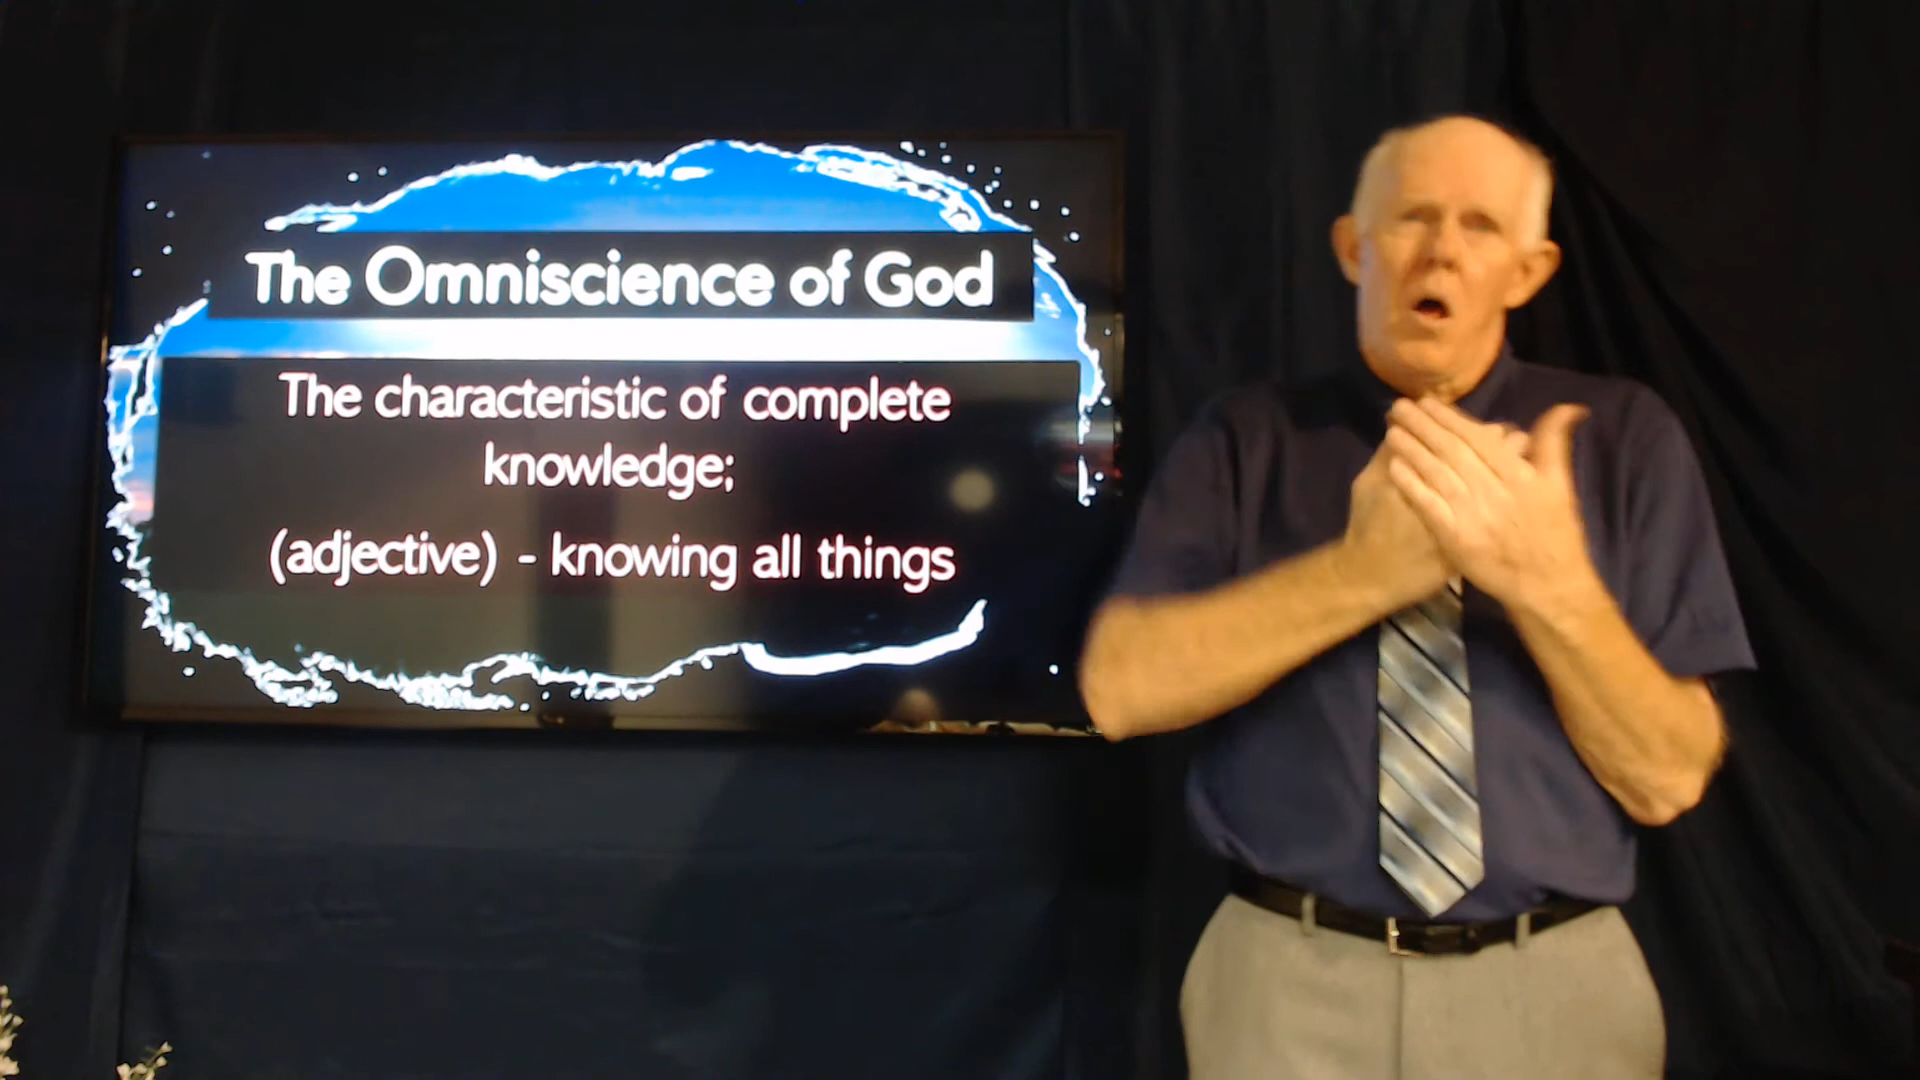 The Omniscience of God
The characteristic of complete
knowledge;
(adjective) - knowing all things